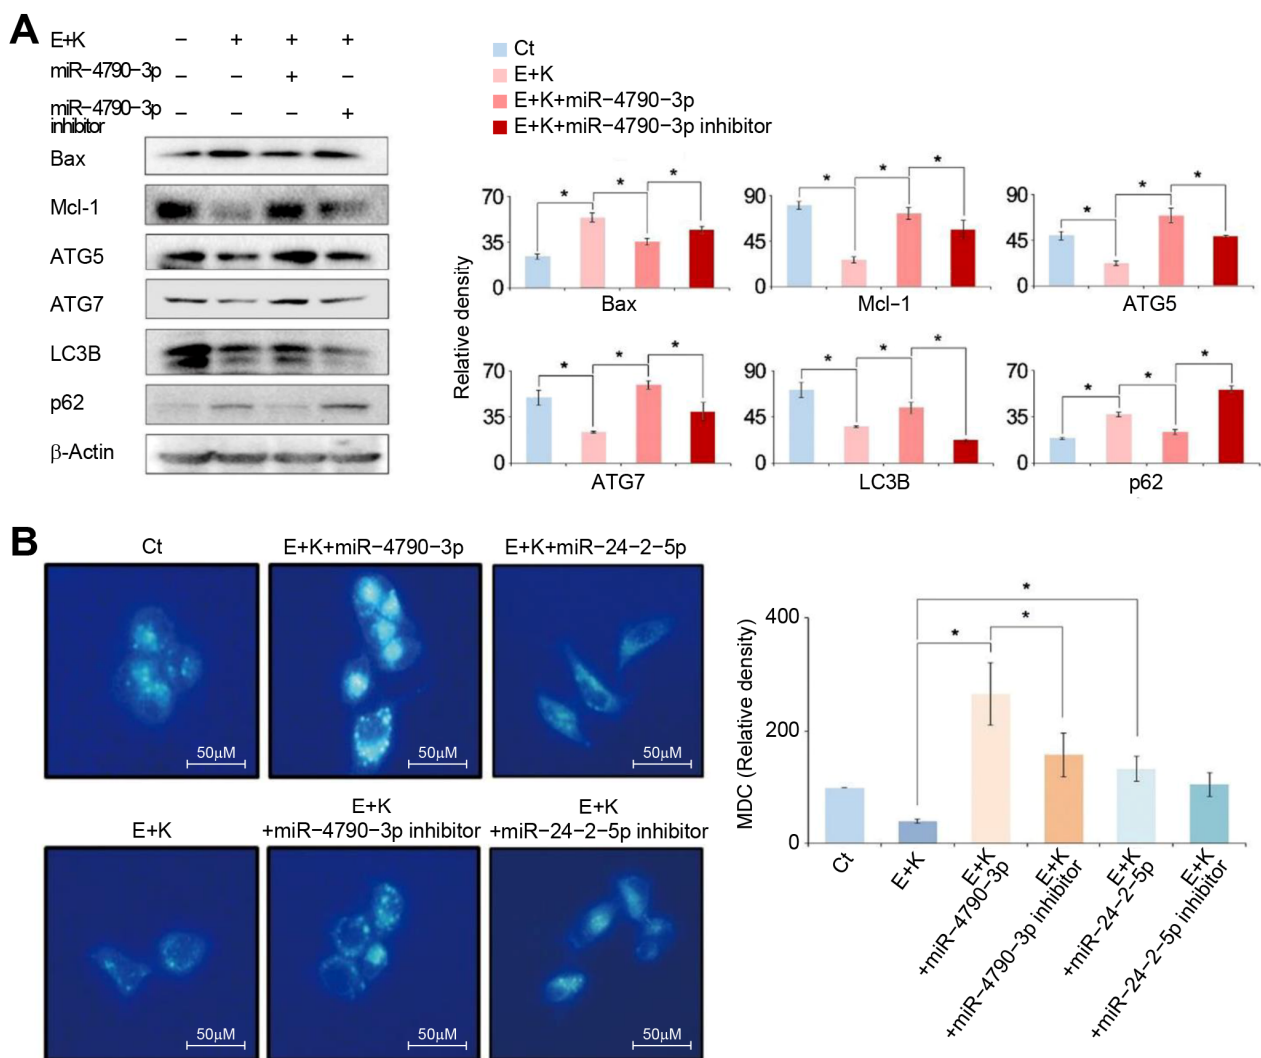 A
E+K − + + +
miR−4790−3p − − + −
miR−4790−3p
inhibitor − − − +
Bax
Mcl-1
ATG5
ATG7
LC3B
p62
β-Actin
Ct
E+K
E+K+miR−4790−3p
E+K+miR−4790−3p inhibitor
Relative density
70
35
0
* * *
Bax
90
45
0
* * *
Mcl−1
90
45
0
* * *
ATG5
70
35
0
* * *
ATG7
90
45
0
* * *
LC3B
70
35
0
* * *
p62
B
Ct
E+K+miR−4790−3p
E+K+miR−24−2−5p
50µM
50µM
50µM
E+K
E+K
+miR−4790−3p inhibitor
E+K
+miR−24−2−5p inhibitor
50µM
50µM
50µM
MDC (Relative density)
400
200
0
*
*
*
Ct
E+K
E+K
+miR−4790−3p
E+K
+miR−4790−3p inhibitor
E+K
+miR−24−2−5p
E+K
+miR−24−2−5p inhibitor